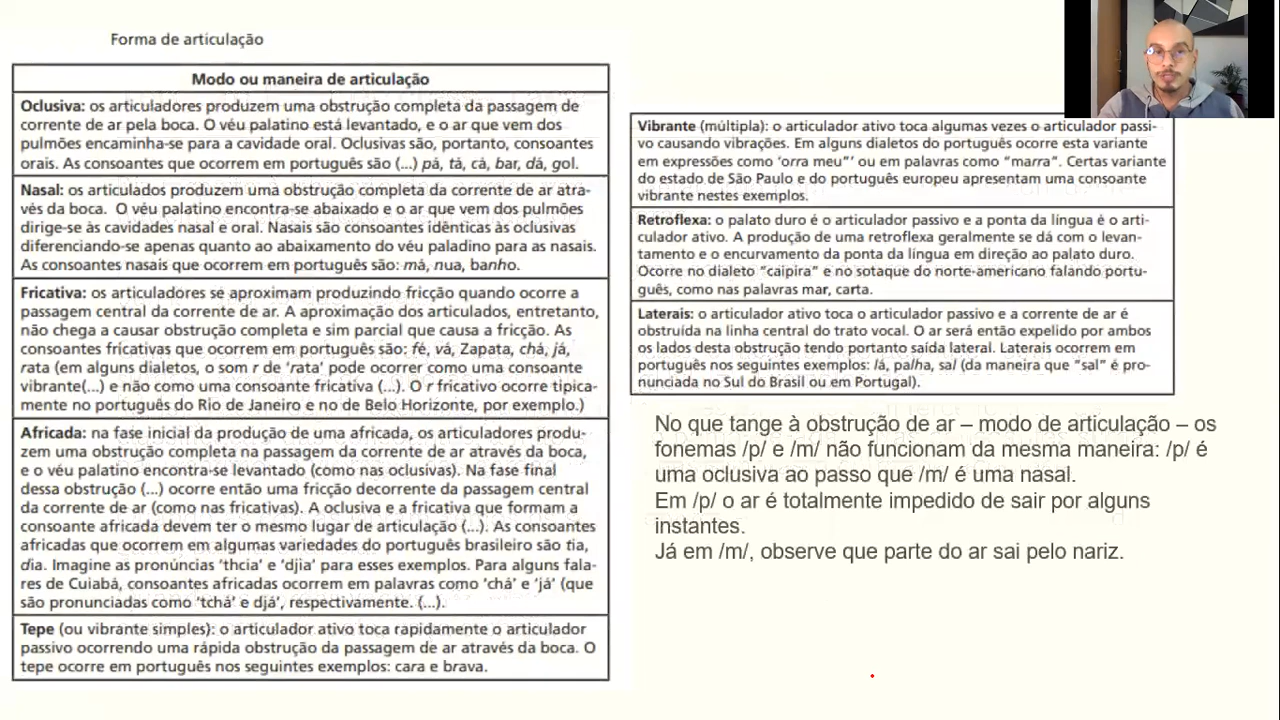 Forma de articulação
Modo ou maneira de articulação
Oclusiva: os articuladores produzem uma obstrução completa da passagem de
corrente de ar pela boca. O véu palatino está levantado, e o ar que vem dos
pulmões encaminha-se para a cavidade oral. Oclusivas são, portanto, consoantes
orais. As consoantes que ocorrem em português são (...) pá, tá, cá, bar, dá, gol.
Nasal: os articulados produzem uma obstrução completa da corrente de ar atra-
vés da boca. O véu palatino encontra-se abaixado e o ar que vem dos pulmões
dirige-se às cavidades nasal e oral. Nasais são consoantes idênticas às oclusivas
diferenciando-se apenas quanto ao abaixamento do véu paladino para as nasais.
As consoantes nasais que ocorrem em português são: má, nua, banho.
Fricativa: os articuladores se aproximam produzindo fricção quando ocorre a
passagem central da corrente de ar. A aproximação dos articulados, entretanto,
não chega a causar obstrução completa e sim parcial que causa a fricção. As
consoantes fricativas que ocorrem em português são: fé, vá, Zapata, chá, já,
rata (em alguns dialetos, o som r de 'rata' pode ocorrer como uma consoante
vibrante(...) e não como uma consoante fricativa (...). O r fricativo ocorre tipica-
mente no português do Rio de Janeiro e no de Belo Horizonte, por exemplo.)
Africada: na fase inicial da produção de uma africada, os articuladores produ-
zem uma obstrução completa na passagem da corrente de ar através da boca,
e o véu palatino encontra-se levantado (como nas oclusivas). Na fase final
dessa obstrução (...) ocorre então uma fricção decorrente da passagem central
da corrente de ar (como nas fricativas). A oclusiva e a fricativa que formam a
consoante africada devem ter o mesmo lugar de articulação (...). As consoantes
africadas que ocorrem em algumas variedades do português brasileiro são tia,
dia. Imagine as pronúncias 'thcia' e 'djia' para esses exemplos. Para alguns fala-
res de Cuiabá, consoantes africadas ocorrem em palavras como 'chá' e 'já' (que
são pronunciadas como 'tchá' e djá', respectivamente. (...).
Tepe (ou vibrante simples): o articulador ativo toca rapidamente o articulador
passivo ocorrendo uma rápida obstrução da passagem de ar através da boca. O
tepe ocorre em português nos seguintes exemplos: cara e brava.
Vibrante (múltipla): o articulador ativo toca algumas vezes o articulador passi-
vo causando vibrações. Em alguns dialetos do português ocorre esta variante
em expressões como 'orra meu"' ou em palavras como "marra". Certas variante
do estado de São Paulo e do português europeu apresentam uma consoante
vibrante nestes exemplos.
Retroflexa: o palato duro é o articulador passivo e a ponta da língua é o arti-
culador ativo. A produção de uma retroflexa geralmente se dá com o levan-
tamento e o encurvamento da ponta da língua em direção ao palato duro.
Ocorre no dialeto "caipira" e no sotaque do norte-americano falando portu-
guês, como nas palavras mar, carta.
Laterais: o articulador ativo toca o articulador passivo e a corrente de ar é
obstruída na linha central do trato vocal. O ar será então expelido por ambos
os lados desta obstrução tendo portanto saída lateral. Laterais ocorrem em
português nos seguintes exemplos: lá, palha, sal (da maneira que "sal" é pro-
nunciada no Sul do Brasil ou em Portugal).
No que tange à obstrução de ar – modo de articulação – os
fonemas /p/ e /m/ não funcionam da mesma maneira: /p/ é
uma oclusiva ao passo que /m/ é uma nasal.
Em /p/ o ar é totalmente impedido de sair por alguns
instantes.
Já em /m/, observe que parte do ar sai pelo nariz.